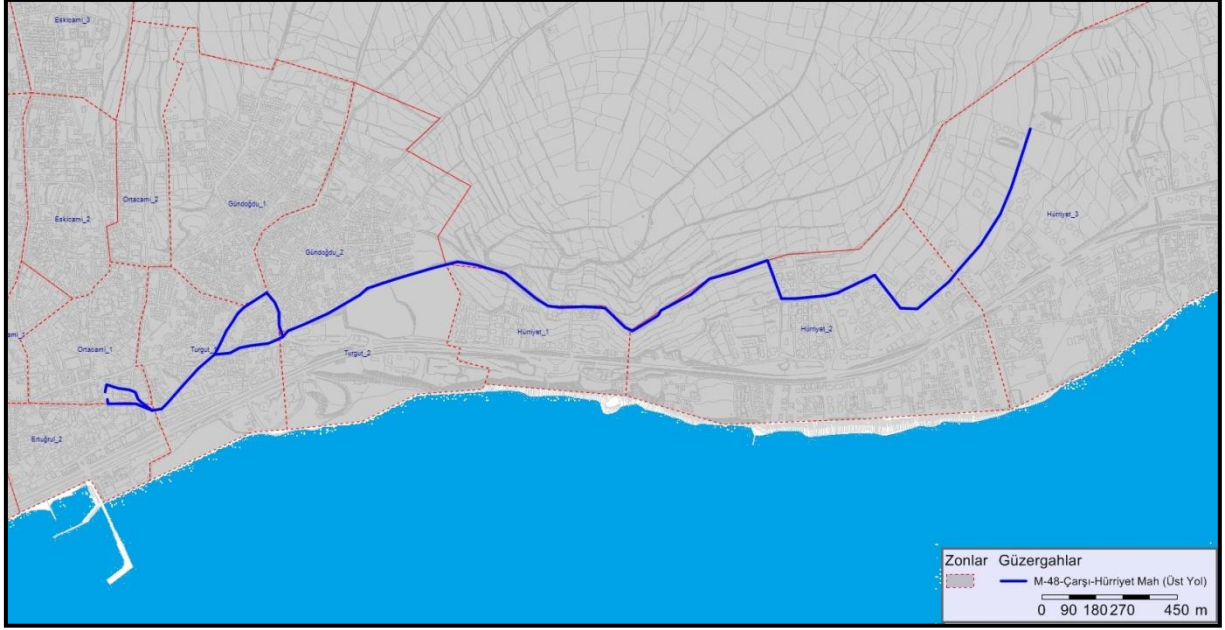 Eskicami_3
Ortacami_2
Gündoğdu_1
Eskicami_2
Hürriyet_3
Gündoğdu_2
Hürriyet_1
Hürriyet_2
Ortacami_1
Turgut_1
Turgut_2
Ertuğrul_2
Zonlar Güzergahlar
M-48-Çarşı-Hürriyet Mah (Üst Yol)
0 90 180 270 450 m